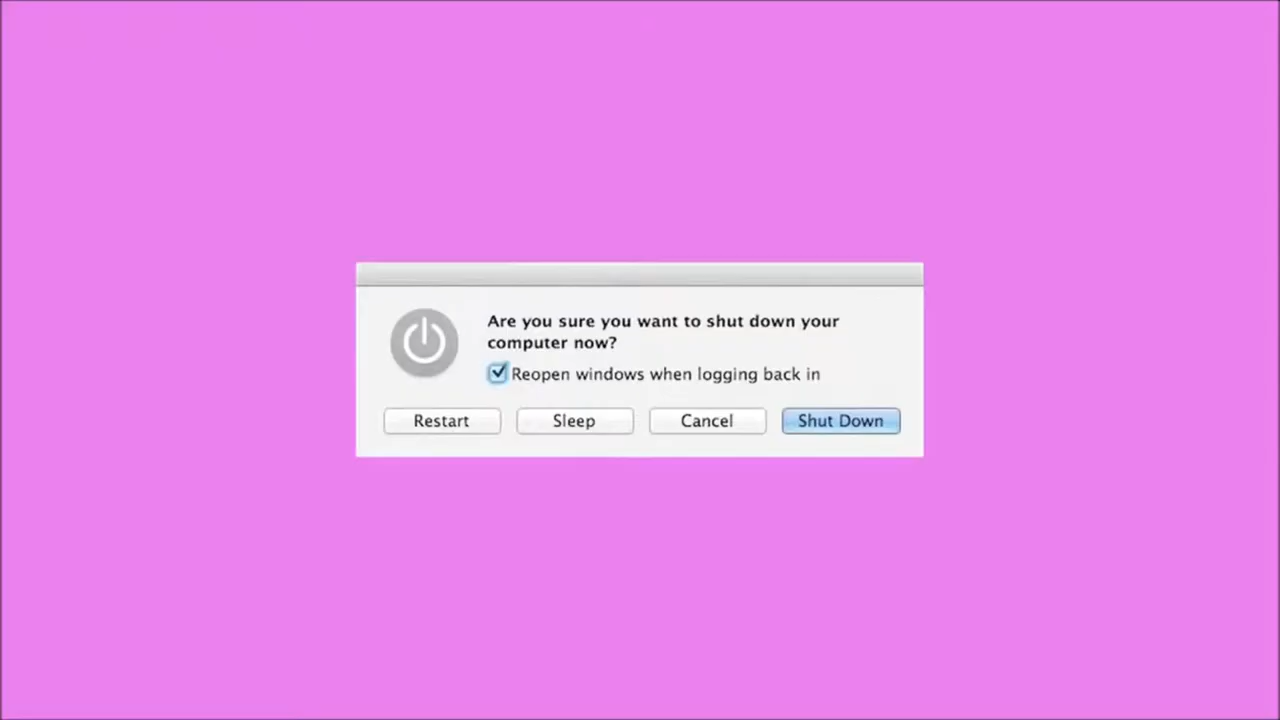 Are you sure you want to shut down your
computer now?
Reopen windows when logging back in
Restart Sleep Cancel Shut Down